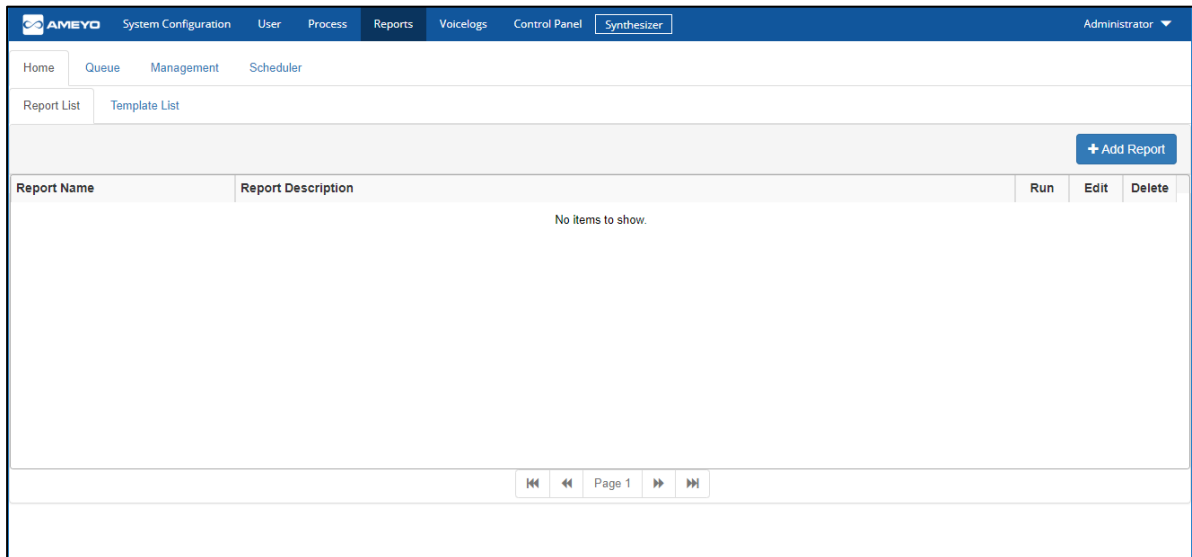 AMEYO System Configuration User Process Reports Voicelogs Control Panel Synthesizer Administrator
Home Queue Management Scheduler
Report List Template List
+ Add Report
Report Name Report Description Run Edit Delete
No items to show.
Page 1